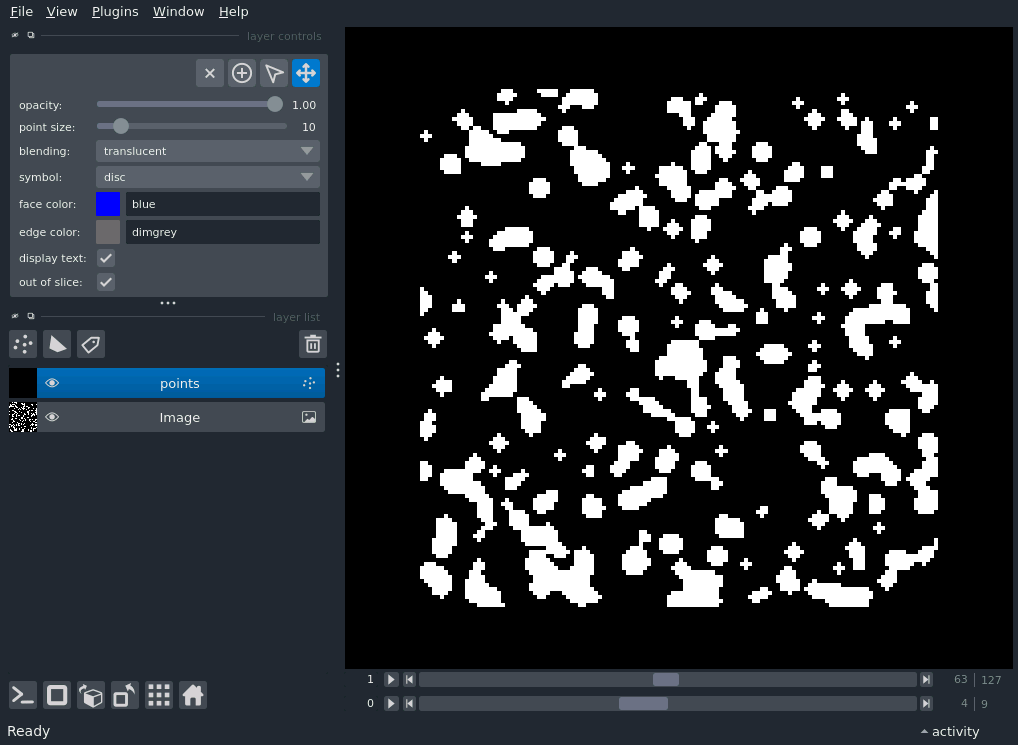 File View Plugins Window Help
layer controls
opacity: 1.00
point size: 10
blending: translucent
symbol: disc
face color: blue
edge color: dimgrey
display text:
out of slice:
layer list
points
Image
1 63 127
0 4 9
Ready activity